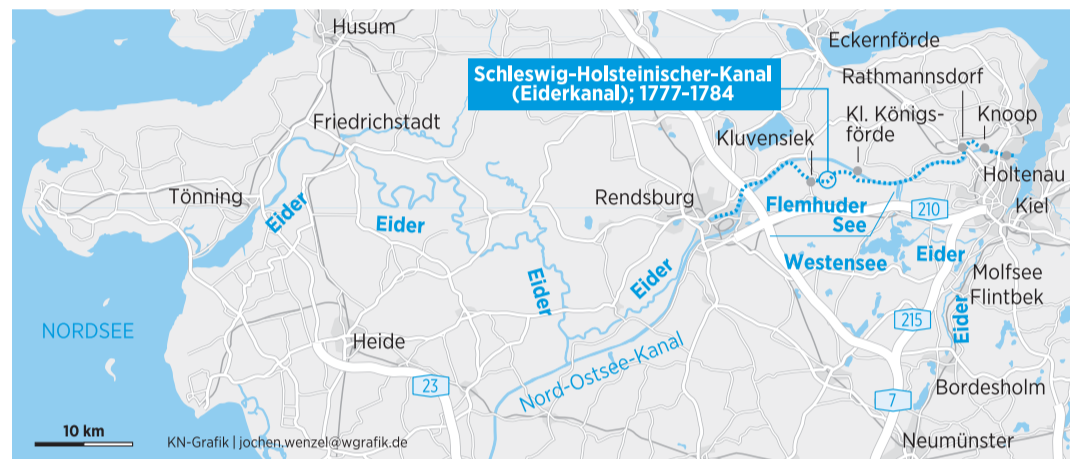 Husum
Eckernförde
Schleswig-Holsteinischer-Kanal
(Eiderkanal); 1777-1784
Rathmannsdorf
Kl. Königs-
förde
Knoop
Friedrichstadt
Kluvensiek
Holtenau
Tönning
Eider
Eider
Rendsburg
Flemhuder
See
210
Kiel
Westensee
Eider
Eider
Eider
Molfsee
Flintbek
Eider
215
NORDSEE
Heide
Nord-Ostsee-Kanal
23
7
Bordesholm
Neumünster
10 km
KN-Grafik | jochen.wenzel@wgrafik.de